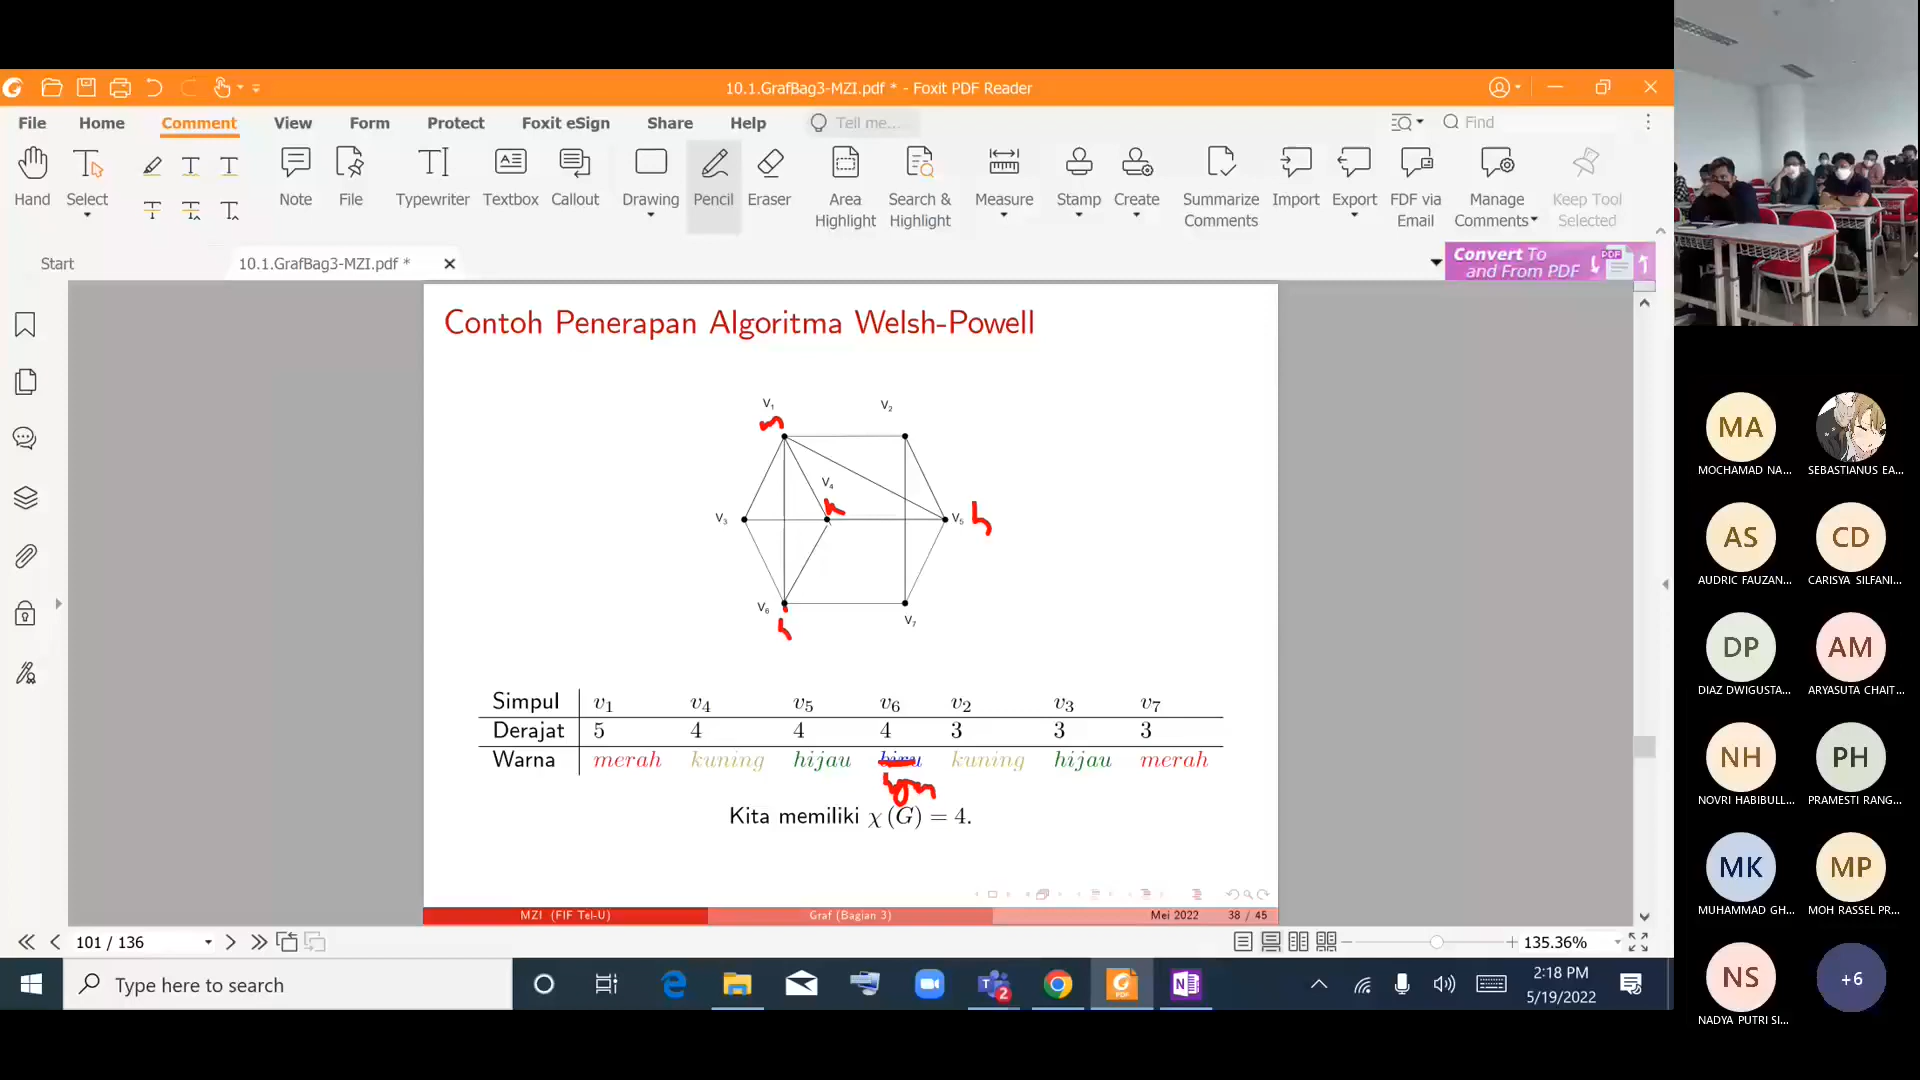 10.1.GrafBag3-MZI.pdf * - Foxit PDF Reader
File Home Comment View Form Protect Foxit eSign Share Help Tell me... Find
Hand Select Note File Typewriter Textbox Callout Drawing Pencil Eraser Area Highlight Search & Highlight Measure Stamp Create Summarize Comments Import Export FDF via Email Manage Comments Keep Tool Selected
Start 10.1.GrafBag3-MZI.pdf *
Convert To and From PDF
PDF
Contoh Penerapan Algoritma Welsh-Powell
V1 V2
V4
V3 V5 h
V6
V7
Simpul v1 v4 v5 v6 v2 v3 v7
Derajat 5 4 4 4 3 3 3
Warna merah kuning hijau biru kuning hijau merah
Kita memiliki χ(G) = 4.
MZI (FIF Tel-U) Graf (Bagian 3) Mei 2022 38 / 45
101 / 136 135.36%
Type here to search
2
2:18 PM
5/19/2022
MA
MOCHAMAD NA... SEBASTIANUS EA...
AS CD
AUDRIC FAUZAN... CARISYA SILFANI...
DP AM
DIAZ DWIGUSTA... ARYASUTA CHAIT...
NH PH
NOVRI HABIBULL... PRAMESTI RANG...
MK MP
MUHAMMAD GH... MOH RASSEL PR...
NS +6
NADYA PUTRI SI...